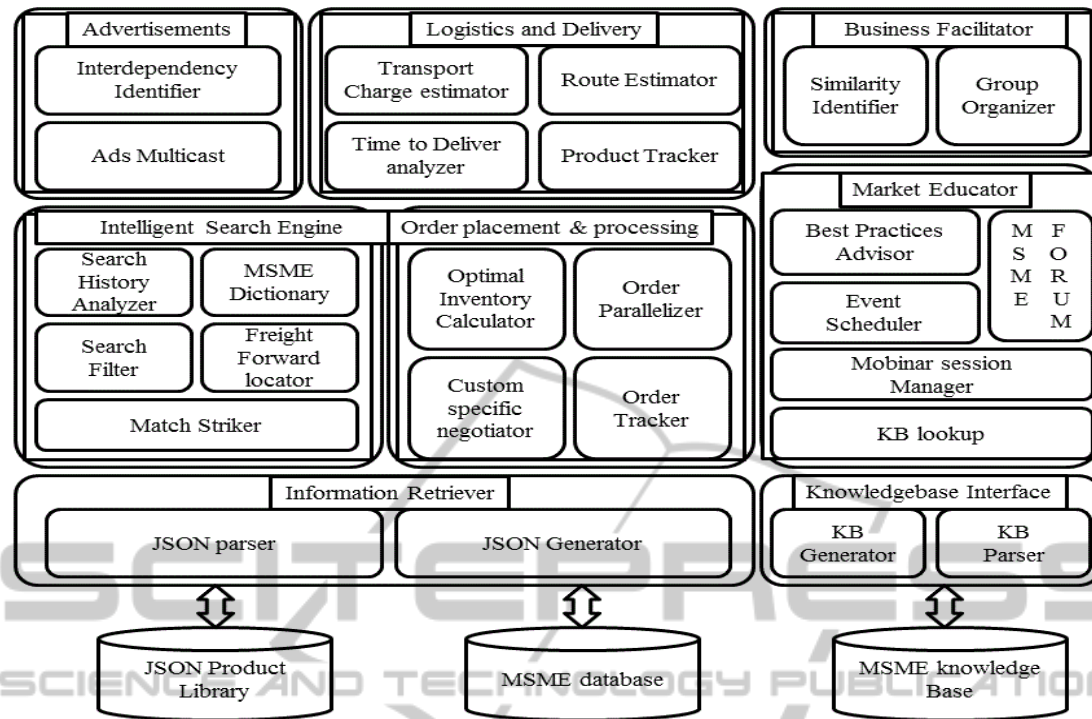 Advertisements
Interdependency
Identifier
Ads Multicast
Logistics and Delivery
Transport
Charge estimator
Route Estimator
Time to Deliver
analyzer
Product Tracker
Business Facilitator
Similarity
Identifier
Group
Organizer
Intelligent Search Engine
Search
History
Analyzer
MSME
Dictionary
Search
Filter
Freight
Forward
locator
Match Striker
Order placement & processing
Optimal
Inventory
Calculator
Order
Parallelizer
Custom
specific
negotiator
Order
Tracker
Market Educator
Best Practices
Advisor
Event
Scheduler
MSME
FORUM
Mobinar session
Manager
KB lookup
Information Retriever
JSON parser
JSON Generator
Knowledgebase Interface
KB
Generator
KB
Parser
JSON Product
Library
MSME database
MSME knowledge
Base
SCITEPRESS
SCIENCE AND TECHNOLOGY PUBLICATIONS